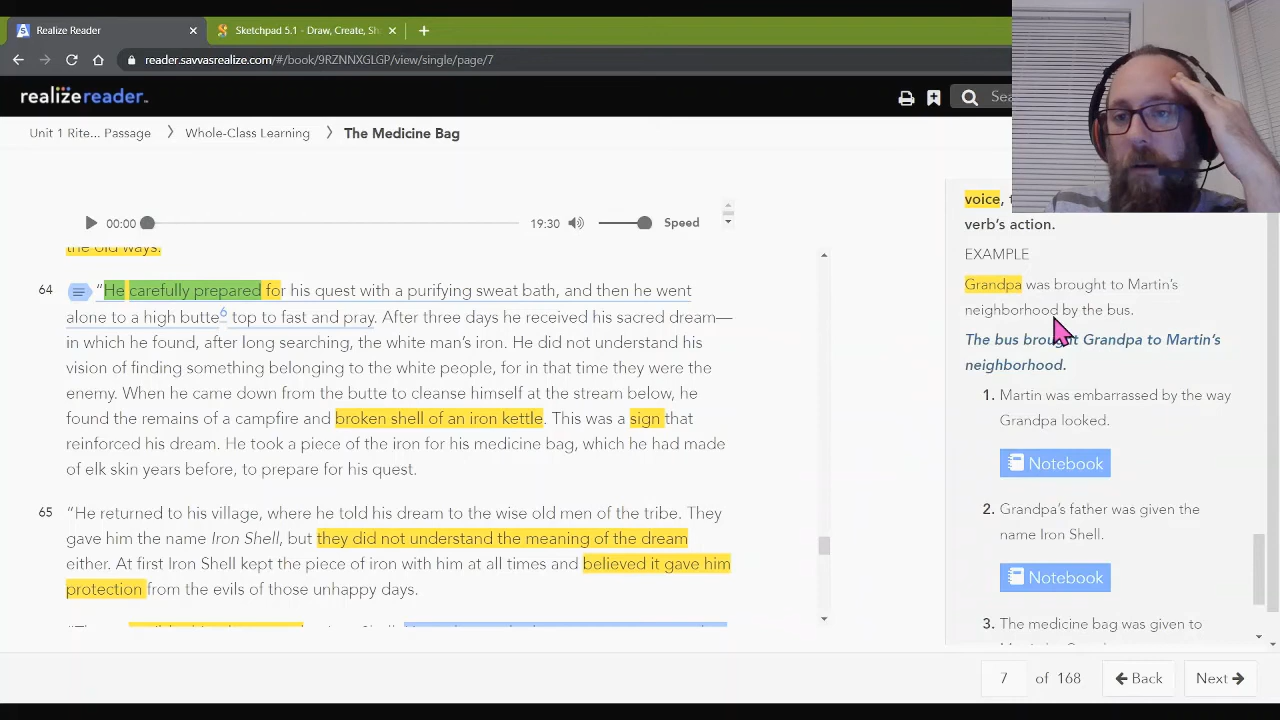 Realize Reader
Sketchpad 5.1 - Draw, Create, Sh
reader.savvasrealize.com/#/book/9RZNNXGLGP/view/single/page/7
realizereader
Sea
Unit 1 Rite... Passage
Whole-Class Learning
The Medicine Bag
00:00
19:30
Speed
the old ways.
64
"He carefully prepared for his quest with a purifying sweat bath, and then he went
alone to a high butte6 top to fast and pray. After three days he received his sacred dream—
in which he found, after long searching, the white man's iron. He did not understand his
vision of finding something belonging to the white people, for in that time they were the
enemy. When he came down from the butte to cleanse himself at the stream below, he
found the remains of a campfire and broken shell of an iron kettle. This was a sign that
reinforced his dream. He took a piece of the iron for his medicine bag, which he had made
of elk skin years before, to prepare for his quest.
65
"He returned to his village, where he told his dream to the wise old men of the tribe. They
gave him the name Iron Shell, but they did not understand the meaning of the dream
either. At first Iron Shell kept the piece of iron with him at all times and believed it gave him
protection from the evils of those unhappy days.
voice,
verb's action.
EXAMPLE
Grandpa was brought to Martin's
neighborhood by the bus.
The bus brought Grandpa to Martin's
neighborhood.
1. Martin was embarrassed by the way
Grandpa looked.
Notebook
2. Grandpa's father was given the
name Iron Shell.
Notebook
3. The medicine bag was given to
7 of 168
Back
Next